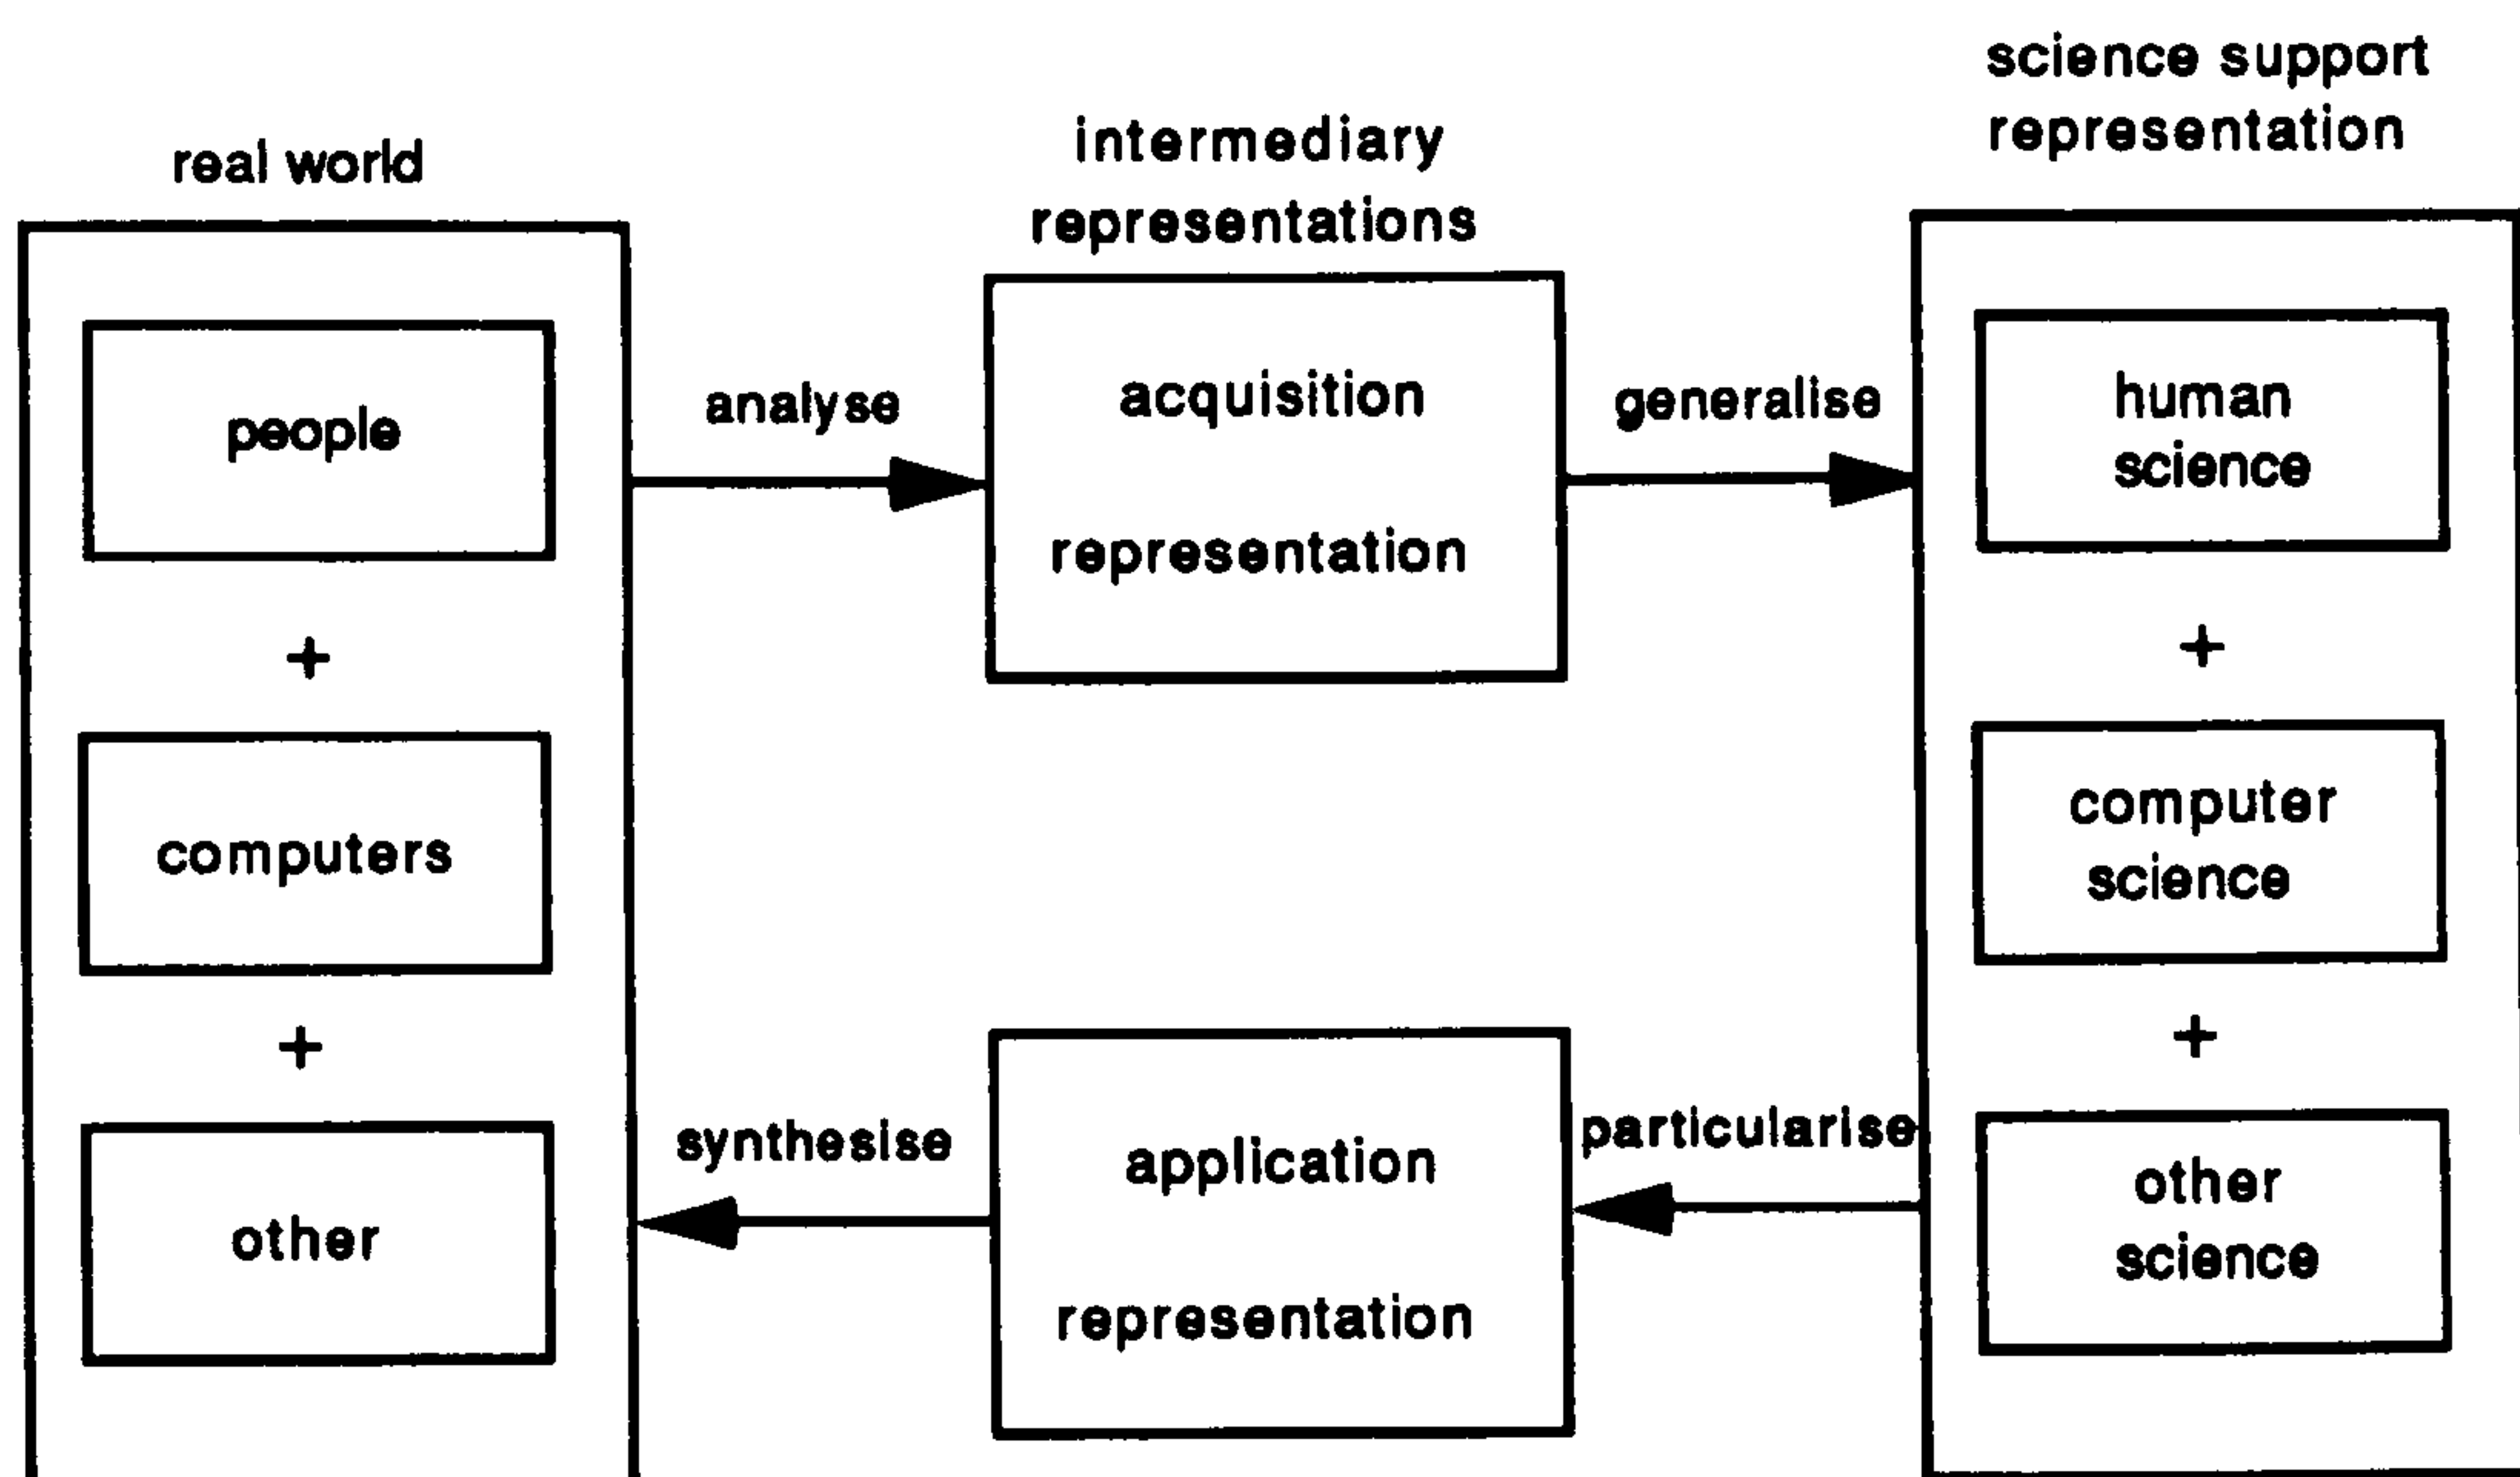 real world
people
+
computers
+
other
analyse
synthesise
intermediary
representations
acquisition
representation
application
representation
generalise
particularise
science support
representation
human
science
+
computer
science
+
other
science